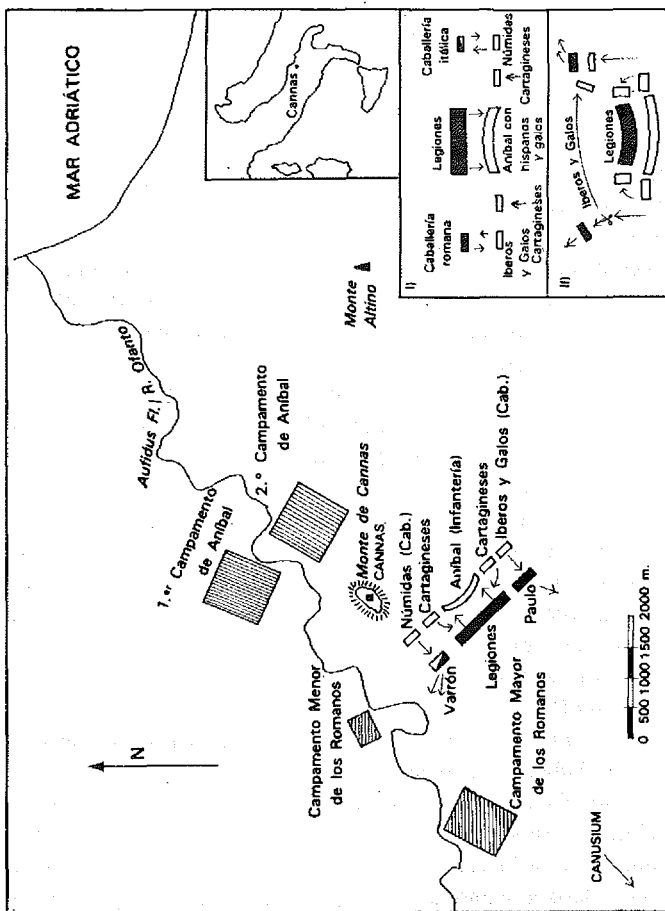 MAR ADRIÁTICO
Aufidus Fl. / R. Ofanto
1.er Campamento
de Aníbal
2.º Campamento
de Aníbal
Monte
Altino
N
Monte de Cannas
CANNAS
Campamento Menor
de los Romanos
Númidas (Cab.)
Cartagineses
Aníbal (Infantería)
Cartagineses
Iberos y Galos (Cab.)
Varrón
Legiones
Paulo
Campamento Mayor
de los Romanos
CANUSIUM
0 500 1000 1500 2000 m.
Cannas
I)
Caballería
romana
Legiones
Caballería
itálica
Iberos
y Galos
Cartagineses
Aníbal con
hispanos
y galos
Númidas
Cartagineses
II)
Iberos y Galos
Legiones